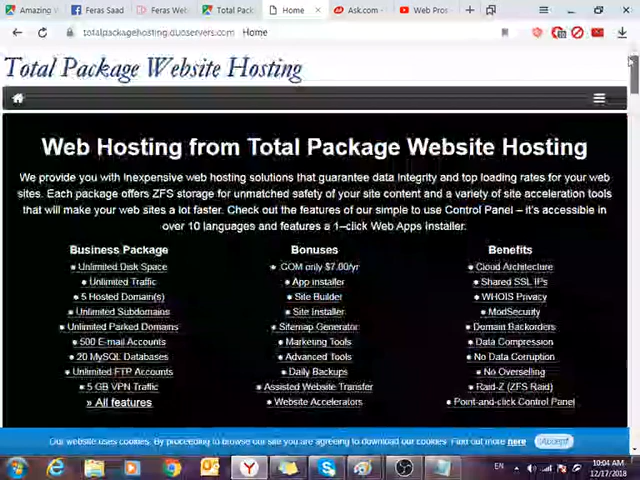 Amazing V
Feras Saad
Feras Web
Total Pack
Home
Ask.com -
Web Pros
totalpackagehosting.duoservers.com Home
Total Package Website Hosting
Web Hosting from Total Package Website Hosting
We provide you with inexpensive web hosting solutions that guarantee data integrity and top loading rates for your web
sites. Each package offers ZFS storage for unmatched safety of your site content and a variety of site acceleration tools
that will make your web sites a lot faster. Check out the features of our simple to use Control Panel – it's accessible in
over 10 languages and features a 1–click Web Apps Installer.
Business Package
Unlimited Disk Space
Unlimited Traffic
5 Hosted Domain(s)
Unlimited Subdomains
Unlimited Parked Domains
500 E-mail Accounts
20 MySQL Databases
Unlimited FTP Accounts
5 GB VPN Traffic
» All features
Bonuses
.COM only $7.00/yr
App Installer
Site Builder
Site Installer
Sitemap Generator
Marketing Tools
Advanced Tools
Daily Backups
Assisted Website Transfer
Website Accelerators
Benefits
Cloud Architecture
Shared SSL IPs
WHOIS Privacy
ModSecurity
Domain Backorders
Data Compression
No Data Corruption
No Overselling
Raid-Z (ZFS Raid)
Point-and-click Control Panel
Our website uses cookies. By proceeding to browse our site you are agreeing to download our cookies. Find out more here Accept
EN
10:04 AM
12/17/2018